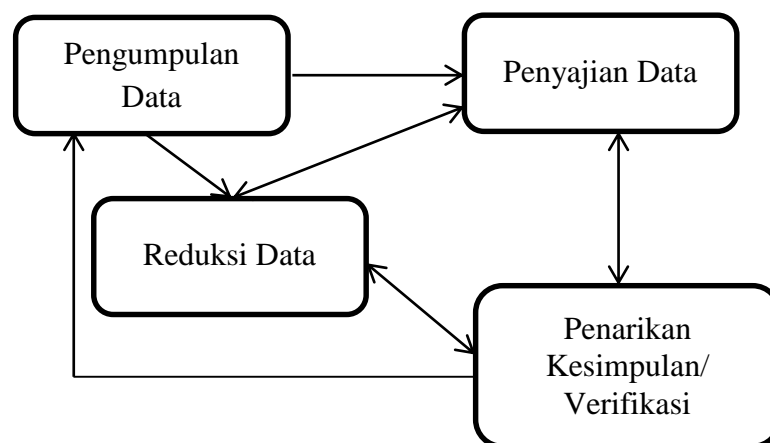 Pengumpulan
Data
Penyajian Data
Reduksi Data
Penarikan
Kesimpulan/
Verifikasi